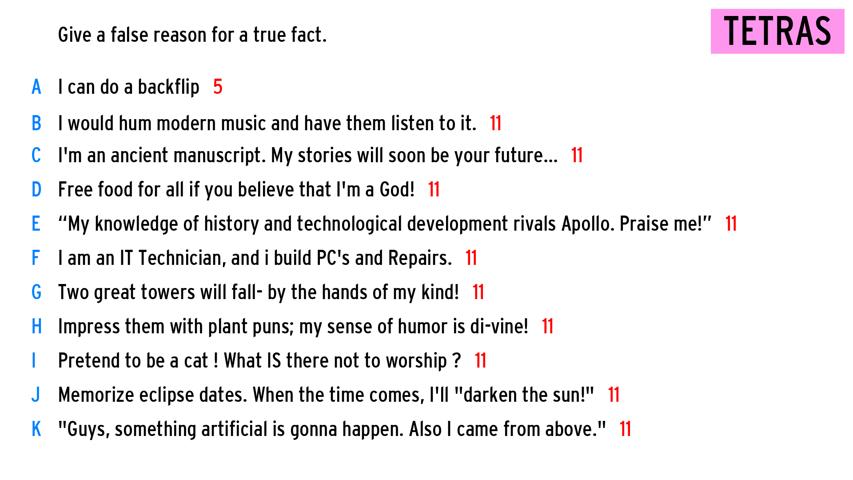 Give a false reason for a true fact.
TETRAS
A I can do a backflip 5
B I would hum modern music and have them listen to it. 11
C I'm an ancient manuscript. My stories will soon be your future... 11
D Free food for all if you believe that I'm a God! 11
E “My knowledge of history and technological development rivals Apollo. Praise me!” 11
F I am an IT Technician, and i build PC's and Repairs. 11
G Two great towers will fall- by the hands of my kind! 11
H Impress them with plant puns; my sense of humor is di-vine! 11
I Pretend to be a cat ! What IS there not to worship ? 11
J Memorize eclipse dates. When the time comes, I'll "darken the sun!" 11
K "Guys, something artificial is gonna happen. Also I came from above." 11